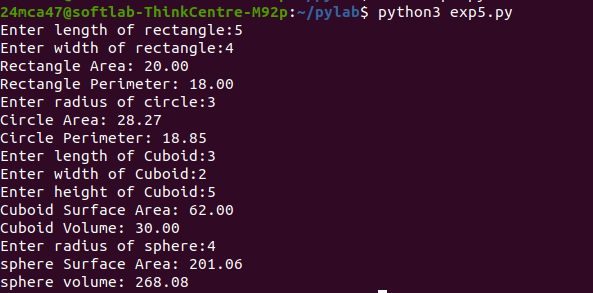 24mca47@softlab-ThinkCentre-M92p:~/pylab$ python3 exp5.py
Enter length of rectangle:5
Enter width of rectangle:4
Rectangle Area: 20.00
Rectangle Perimeter: 18.00
Enter radius of circle:3
Circle Area: 28.27
Circle Perimeter: 18.85
Enter length of Cuboid:3
Enter width of Cuboid:2
Enter height of Cuboid:5
Cuboid Surface Area: 62.00
Cuboid Volume: 30.00
Enter radius of sphere:4
sphere Surface Area: 201.06
sphere volume: 268.08